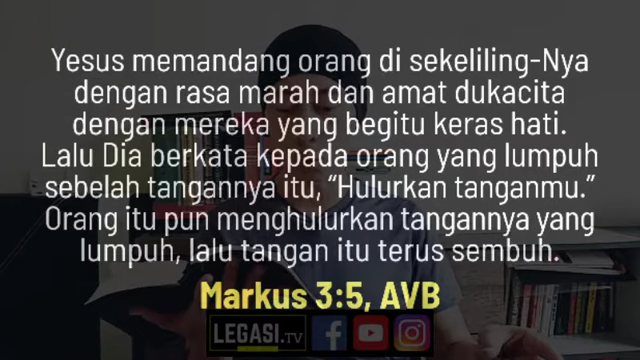 Yesus memandang orang di sekeliling-Nya
dengan rasa marah dan amat dukacita
dengan mereka yang begitu keras hati.
Lalu Dia berkata kepada orang yang lumpuh
sebelah tangannya itu, “Hulurkan tanganmu.”
Orang itu pun menghulurkan tangannya yang
lumpuh, lalu tangan itu terus sembuh.
Markus 3:5, AVB
LEGASI.TV